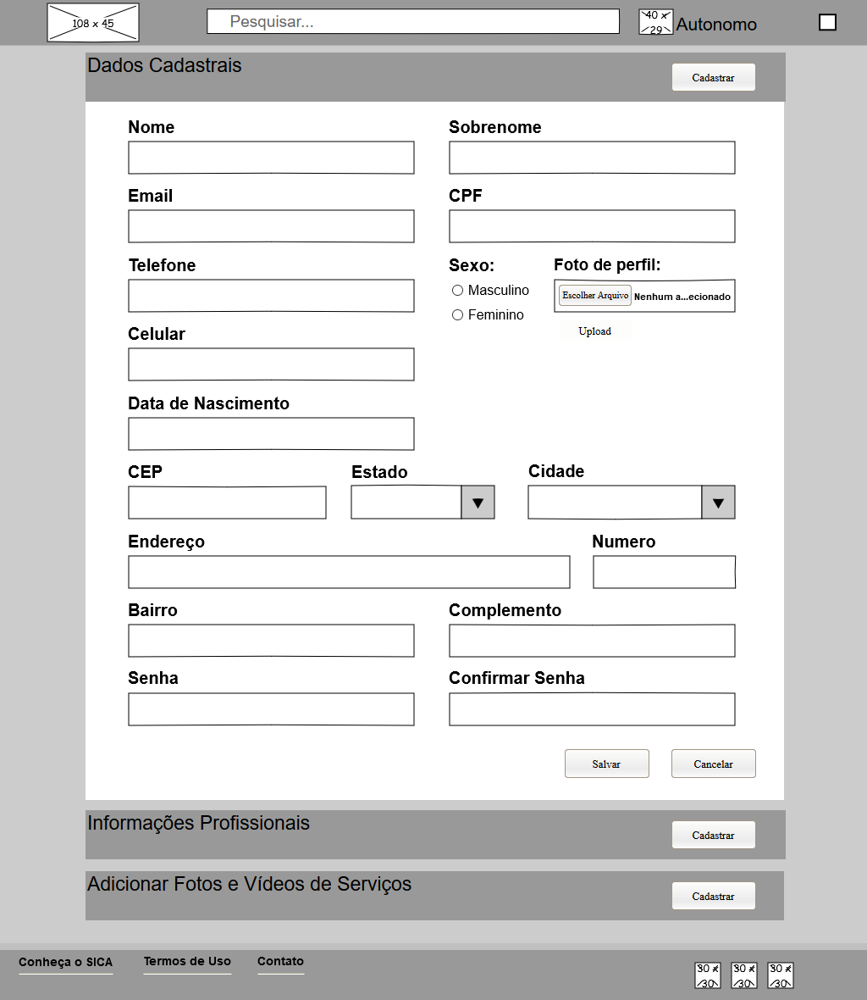 108 x 45
Pesquisar...
40 x 29
Autonomo
Dados Cadastrais
Cadastrar
Nome
Sobrenome
Email
CPF
Telefone
Sexo:
Foto de perfil:
Masculino
Escolher Arquivo
Nenhum a...ecionado
Feminino
Upload
Celular
Data de Nascimento
CEP
Estado
Cidade
Endereço
Numero
Bairro
Complemento
Senha
Confirmar Senha
Salvar
Cancelar
Informações Profissionais
Cadastrar
Adicionar Fotos e Vídeos de Serviços
Cadastrar
Conheça o SICA
Termos de Uso
Contato
30 x 30
30 x 30
30 x 30